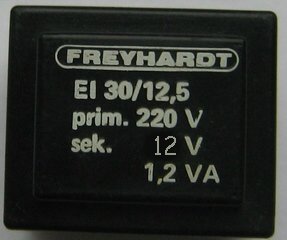 FREYHARDT
EI 30/12,5
prim. 220 V
sek. 12 V
1,2 VA